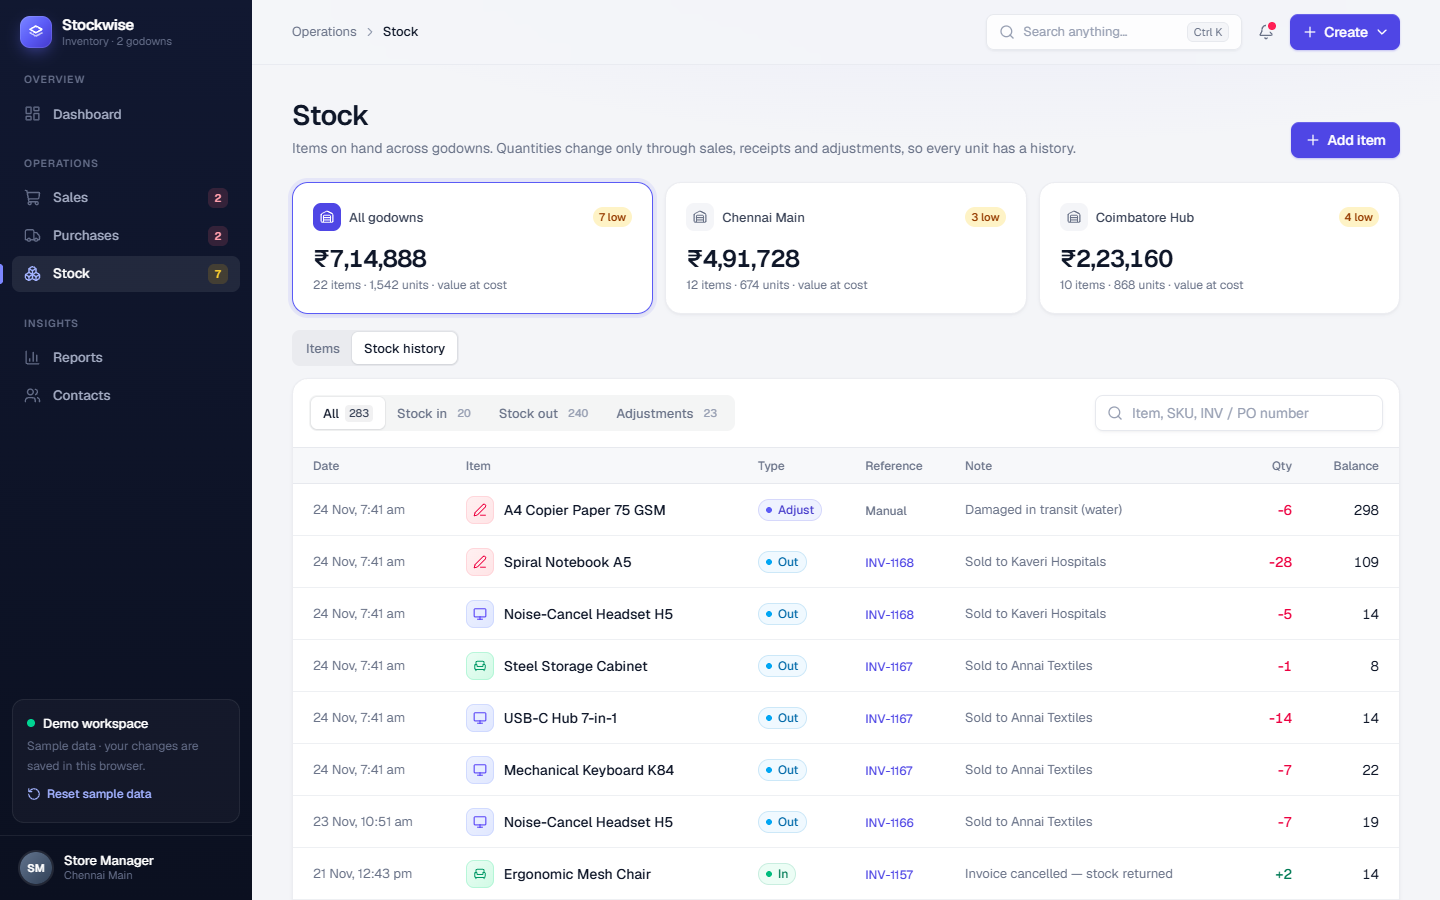 Stockwise
Inventory · 2 godowns
OVERVIEW
Dashboard
OPERATIONS
Sales 2
Purchases 2
Stock 7
INSIGHTS
Reports
Contacts
Demo workspace
Sample data · your changes are
saved in this browser.
Reset sample data
SM
Store Manager
Chennai Main
Operations > Stock
Search anything...
Ctrl K
Create
Stock
Items on hand across godowns. Quantities change only through sales, receipts and adjustments, so every unit has a history.
Add item
All godowns 7 low
₹7,14,888
22 items · 1,542 units · value at cost
Chennai Main 3 low
₹4,91,728
12 items · 674 units · value at cost
Coimbatore Hub 4 low
₹2,23,160
10 items · 868 units · value at cost
Items Stock history
All 283 Stock in 20 Stock out 240 Adjustments 23
Item, SKU, INV / PO number
Date Item Type Reference Note Qty Balance
24 Nov, 7:41 am A4 Copier Paper 75 GSM Adjust Manual Damaged in transit (water) -6 298
24 Nov, 7:41 am Spiral Notebook A5 Out INV-1168 Sold to Kaveri Hospitals -28 109
24 Nov, 7:41 am Noise-Cancel Headset H5 Out INV-1168 Sold to Kaveri Hospitals -5 14
24 Nov, 7:41 am Steel Storage Cabinet Out INV-1167 Sold to Annai Textiles -1 8
24 Nov, 7:41 am USB-C Hub 7-in-1 Out INV-1167 Sold to Annai Textiles -14 14
24 Nov, 7:41 am Mechanical Keyboard K84 Out INV-1167 Sold to Annai Textiles -7 22
23 Nov, 10:51 am Noise-Cancel Headset H5 Out INV-1166 Sold to Annai Textiles -7 19
21 Nov, 12:43 pm Ergonomic Mesh Chair In INV-1157 Invoice cancelled — stock returned +2 14